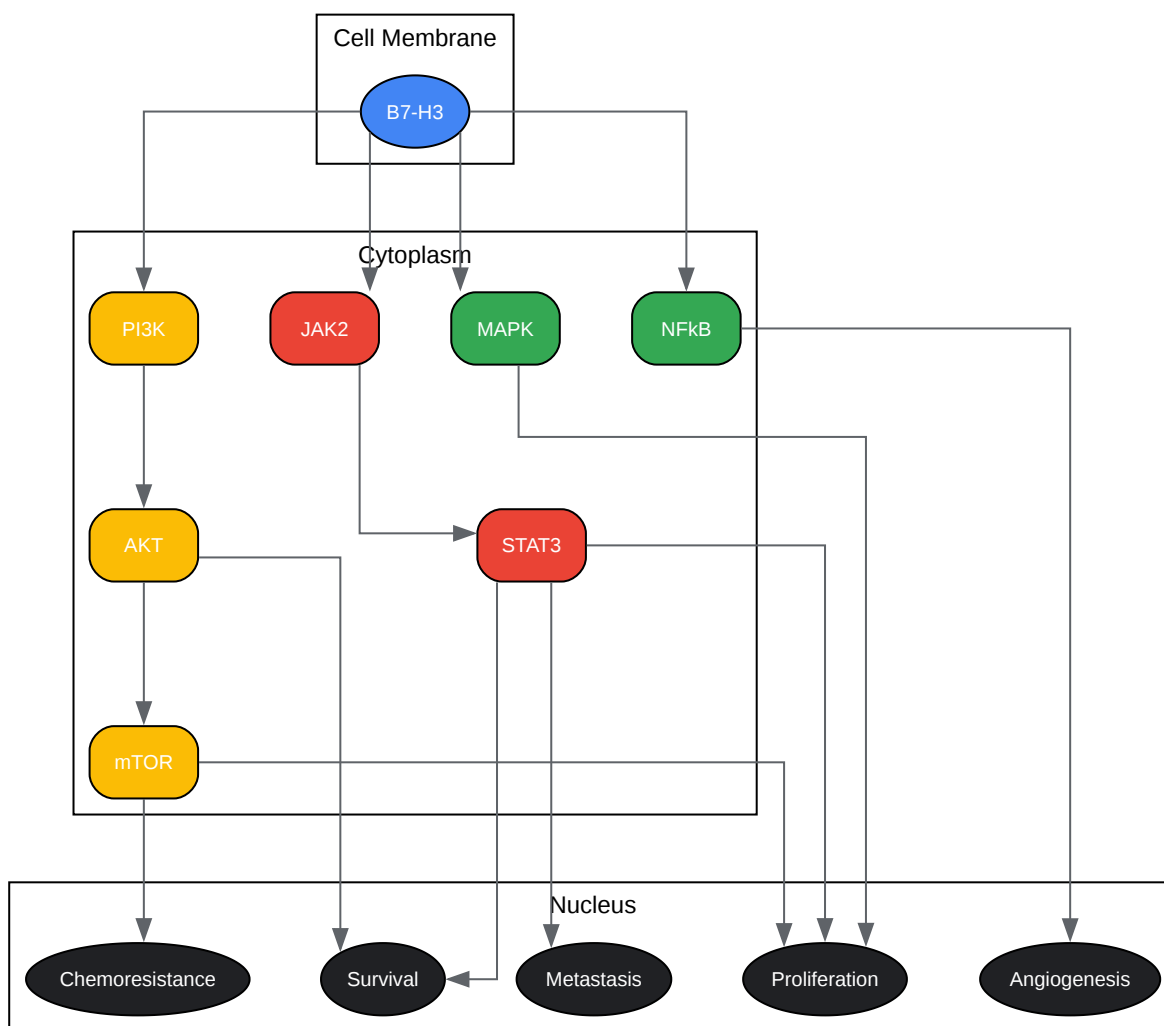 Cell Membrane
B7-H3
Cytoplasm
PI3K
JAK2
MAPK
NFkB
AKT
STAT3
mTOR
Nucleus
Chemoresistance
Survival
Metastasis
Proliferation
Angiogenesis